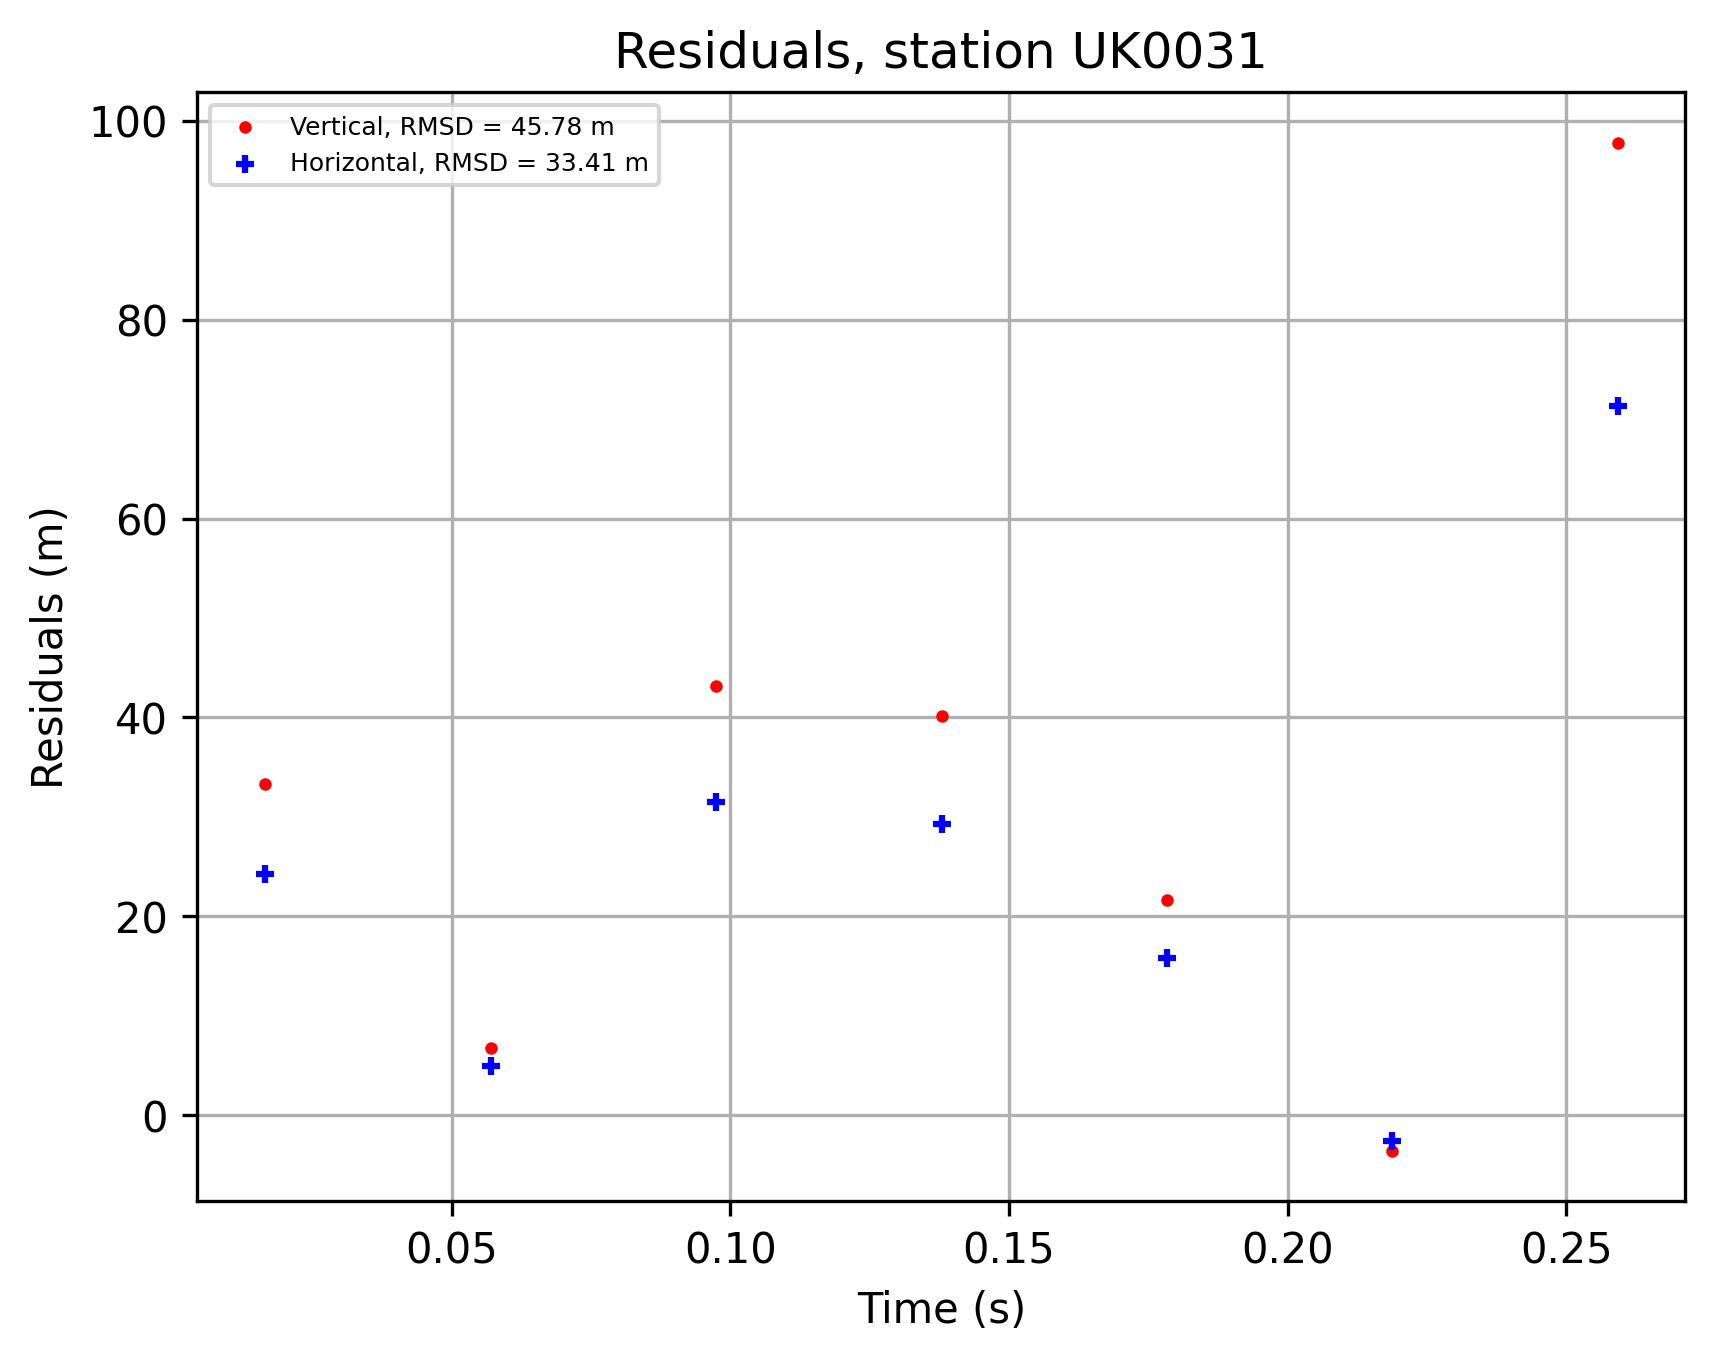 Residuals, station UK0031
Vertical, RMSD = 45.78 m
Horizontal, RMSD = 33.41 m
100
80
60
40
20
0
Residuals (m)
0.05 0.10 0.15 0.20 0.25
Time (s)